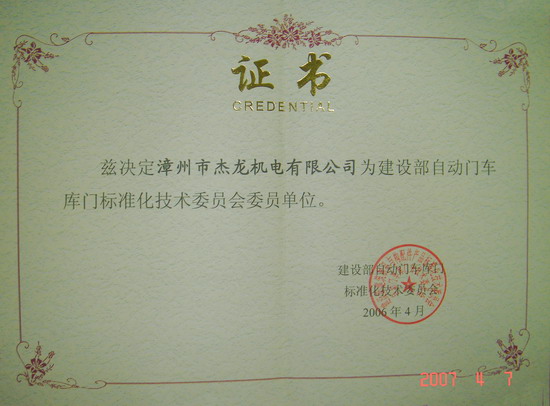 证书
CREDENTIAL
兹决定漳州市杰龙机电有限公司为建设部自动门车
库门标准化技术委员会委员单位。
建设部自动门车库门
标准化技术委员会
2006年4月
2007 4 7